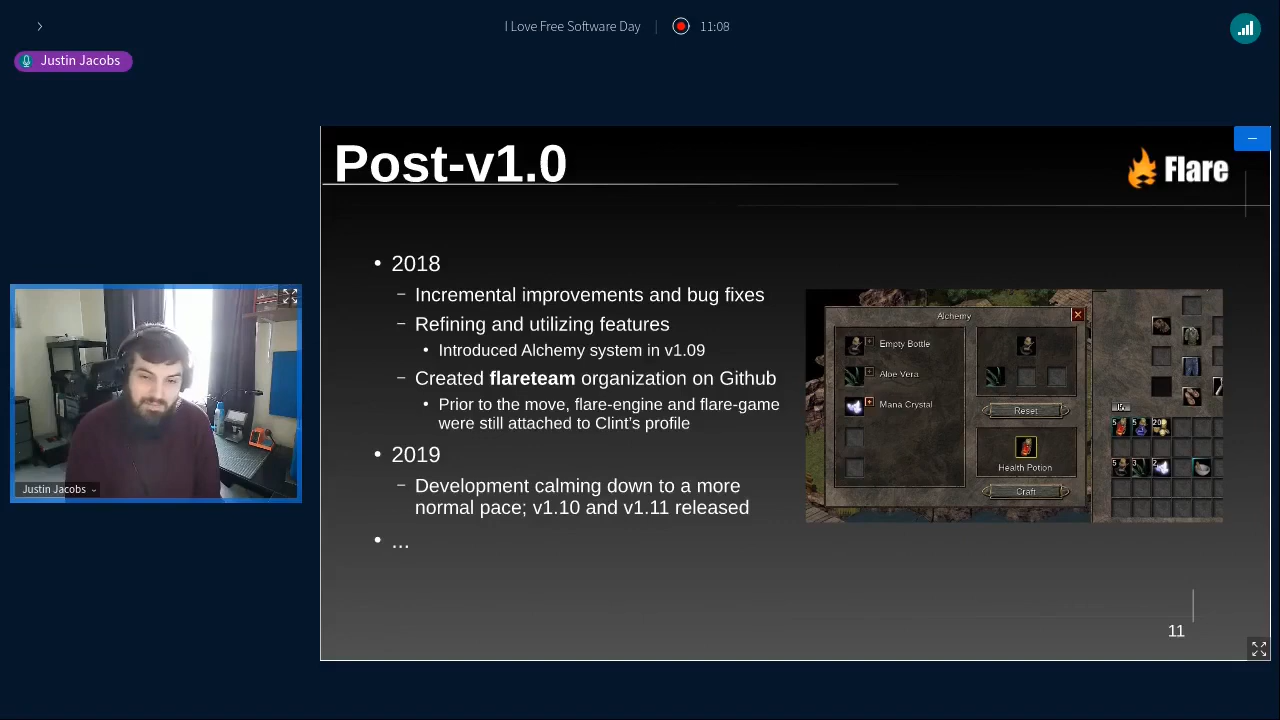 I Love Free Software Day
11:08
Justin Jacobs
Post-v1.0
Flare
• 2018
– Incremental improvements and bug fixes
– Refining and utilizing features
• Introduced Alchemy system in v1.09
– Created flareteam organization on Github
• Prior to the move, flare-engine and flare-game
were still attached to Clint's profile
• 2019
– Development calming down to a more
normal pace; v1.10 and v1.11 released
• ...
Alchemy
Empty Bottle
Aloe Vera
Mana Crystal
Reset
Health Potion
Craft
Justin Jacobs
11